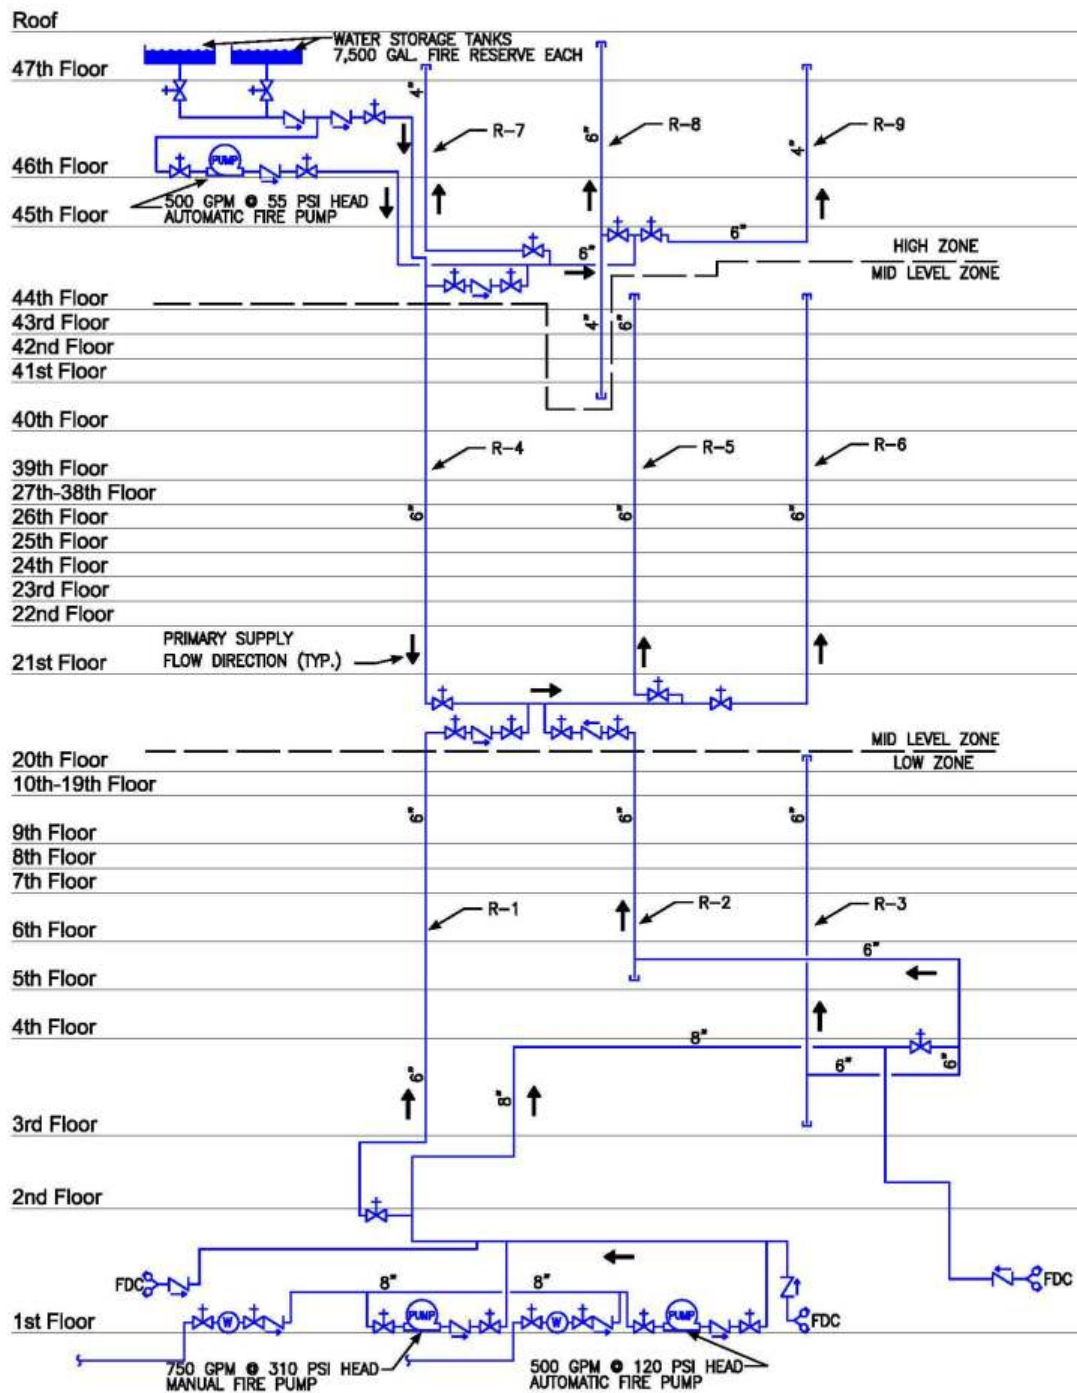 Roof
WATER STORAGE TANKS
7,500 GAL. FIRE RESERVE EACH
47th Floor
4"
R-7
6"
R-8
4"
R-9
46th Floor
PUMP
500 GPM @ 55 PSI HEAD
AUTOMATIC FIRE PUMP
45th Floor
6"
6"
HIGH ZONE
MID LEVEL ZONE
44th Floor
43rd Floor
4"
6"
42nd Floor
41st Floor
40th Floor
R-4
R-5
R-6
39th Floor
27th-38th Floor
6"
6"
6"
26th Floor
25th Floor
24th Floor
23rd Floor
22nd Floor
PRIMARY SUPPLY
FLOW DIRECTION (TYP.)
21st Floor
MID LEVEL ZONE
20th Floor
LOW ZONE
10th-19th Floor
6"
6"
6"
9th Floor
8th Floor
7th Floor
R-1
R-2
R-3
6th Floor
6"
5th Floor
4th Floor
8"
6"
6"
6"
8"
3rd Floor
2nd Floor
FDC
8"
8"
FDC
1st Floor
W
PUMP
W
PUMP
FDC
750 GPM @ 310 PSI HEAD
MANUAL FIRE PUMP
500 GPM @ 120 PSI HEAD
AUTOMATIC FIRE PUMP